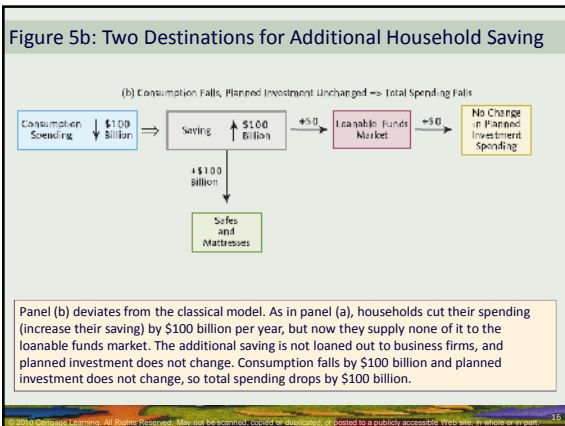 Figure 5b: Two Destinations for Additional Household Saving
(b) Consumption Falls, Planned Investment Unchanged => Total Spending Falls
Consumption
Spending
↓ $100
Billion
⇒
Saving
↑ $100
Billion
+$0
Loanable Funds
Market
+$0
No Change
in Planned
Investment
Spending
+$100
Billion
Safes
and
Mattresses
Panel (b) deviates from the classical model. As in panel (a), households cut their spending
(increase their saving) by $100 billion per year, but now they supply none of it to the
loanable funds market. The additional saving is not loaned out to business firms, and
planned investment does not change. Consumption falls by $100 billion and planned
investment does not change, so total spending drops by $100 billion.
© 2010 Cengage Learning. All Rights Reserved. May not be scanned, copied or duplicated, or posted to a publicly accessible Web site, in whole or in part.
16